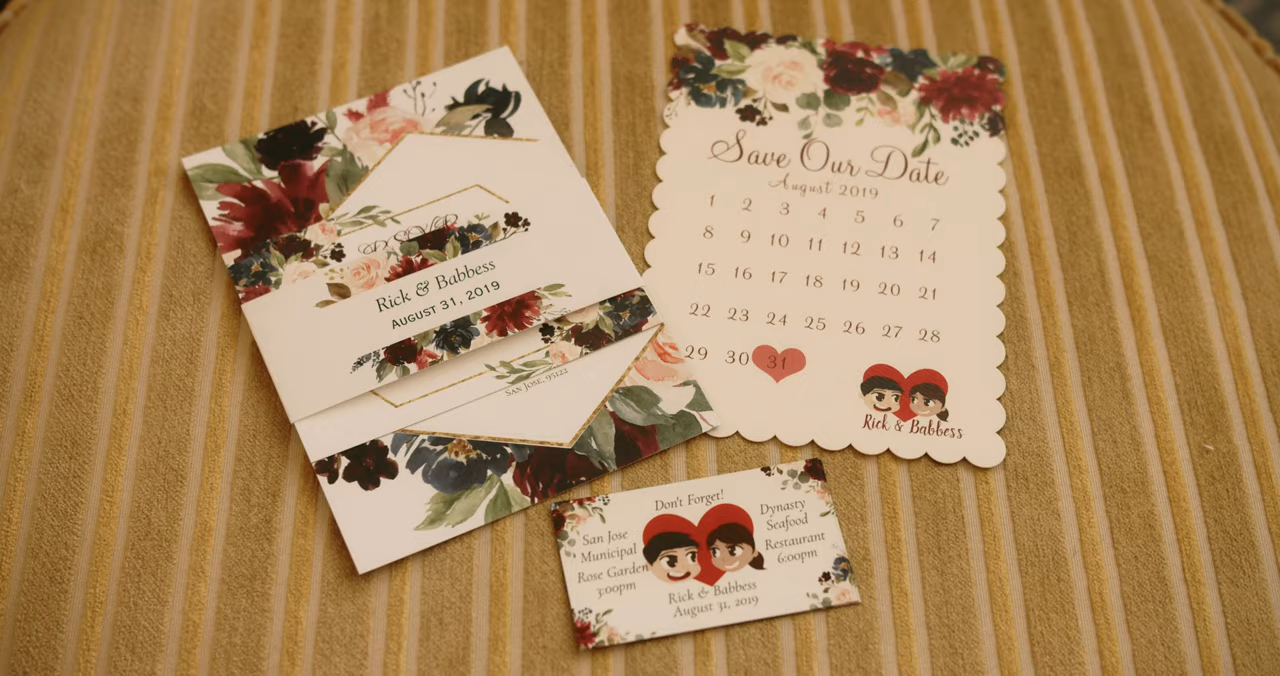 RSVP
Rick & Babbess
AUGUST 31, 2019
SAN JOSE, 95122
Save Our Date
August 2019
1 2 3 4 5 6 7
8 9 10 11 12 13 14
15 16 17 18 19 20 21
22 23 24 25 26 27 28
29 30 31
Rick & Babbess
Don't Forget!
San Jose
Municipal
Rose Garden
3:00pm
Dynasty
Seafood
Restaurant
6:00pm
Rick & Babbess
August 31, 2019